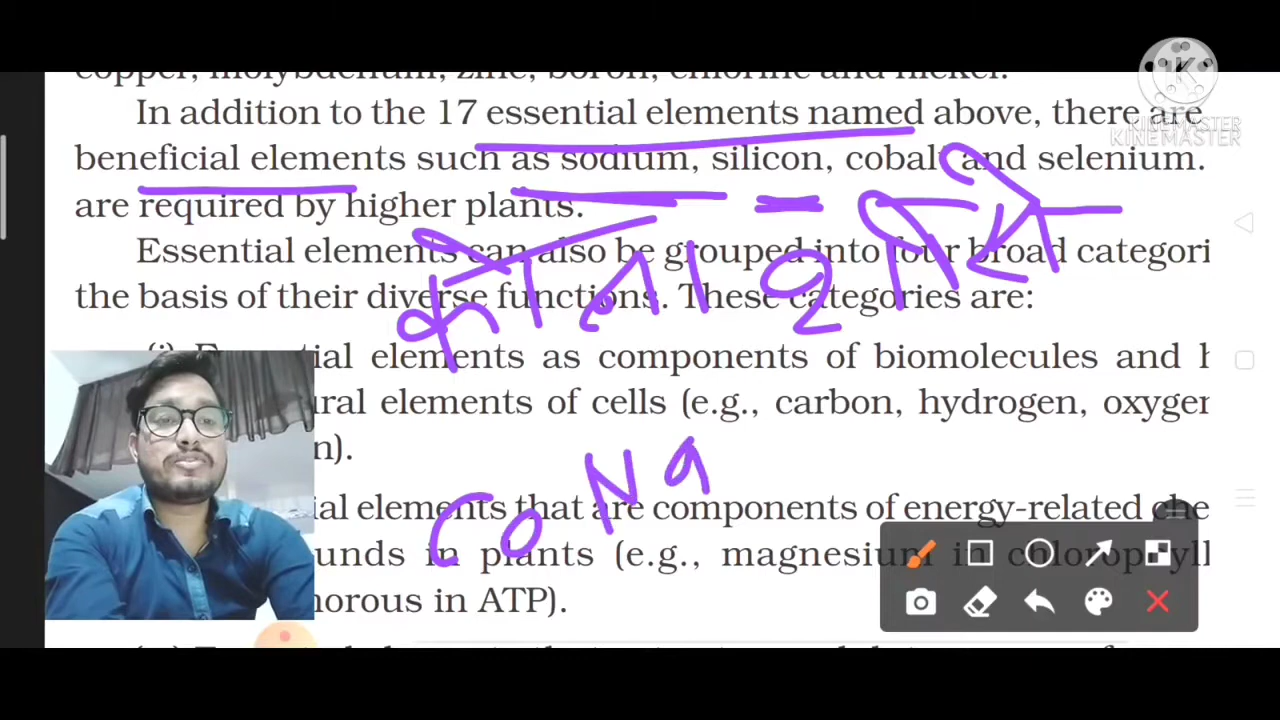 copper, molybdenum, zinc, boron, chlorine and nickel.
In addition to the 17 essential elements named above, there are
beneficial elements such as sodium, silicon, cobalt and selenium.
are required by higher plants.
Essential elements can also be grouped into four broad categori
the basis of their diverse functions. These categories are:
(i) Essential elements as components of biomolecules and h
ural elements of cells (e.g., carbon, hydrogen, oxygen
n).
Co Na
ial elements that are components of energy-related che
unds in plants (e.g., magnesium in chlorophyll
horous in ATP).
KINEMASTER
KINEMASTER